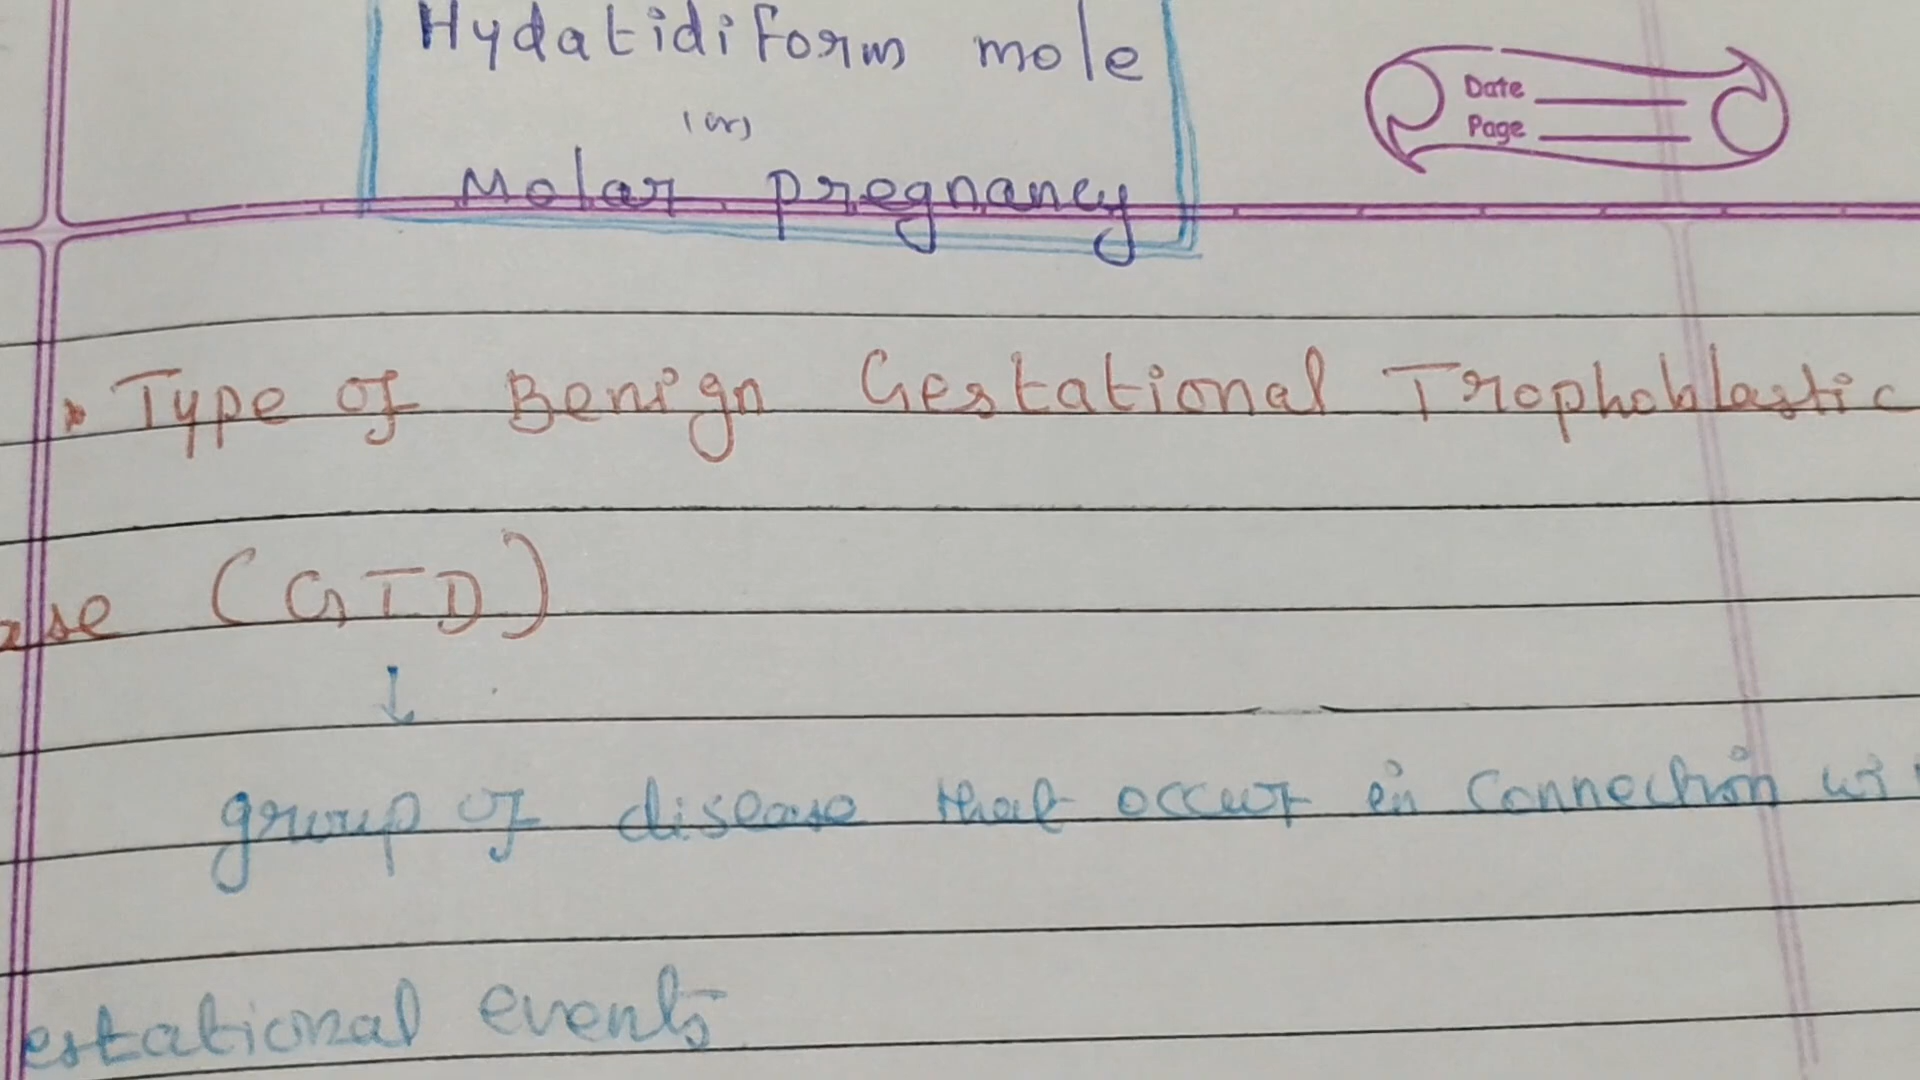 Hydatidiform mole
(or)
Molar pregnancy
Date
Page
Type of Benign Gestational Trophoblastic
ase (GTD)
↓
group of disease that occur in connection wi
estational events